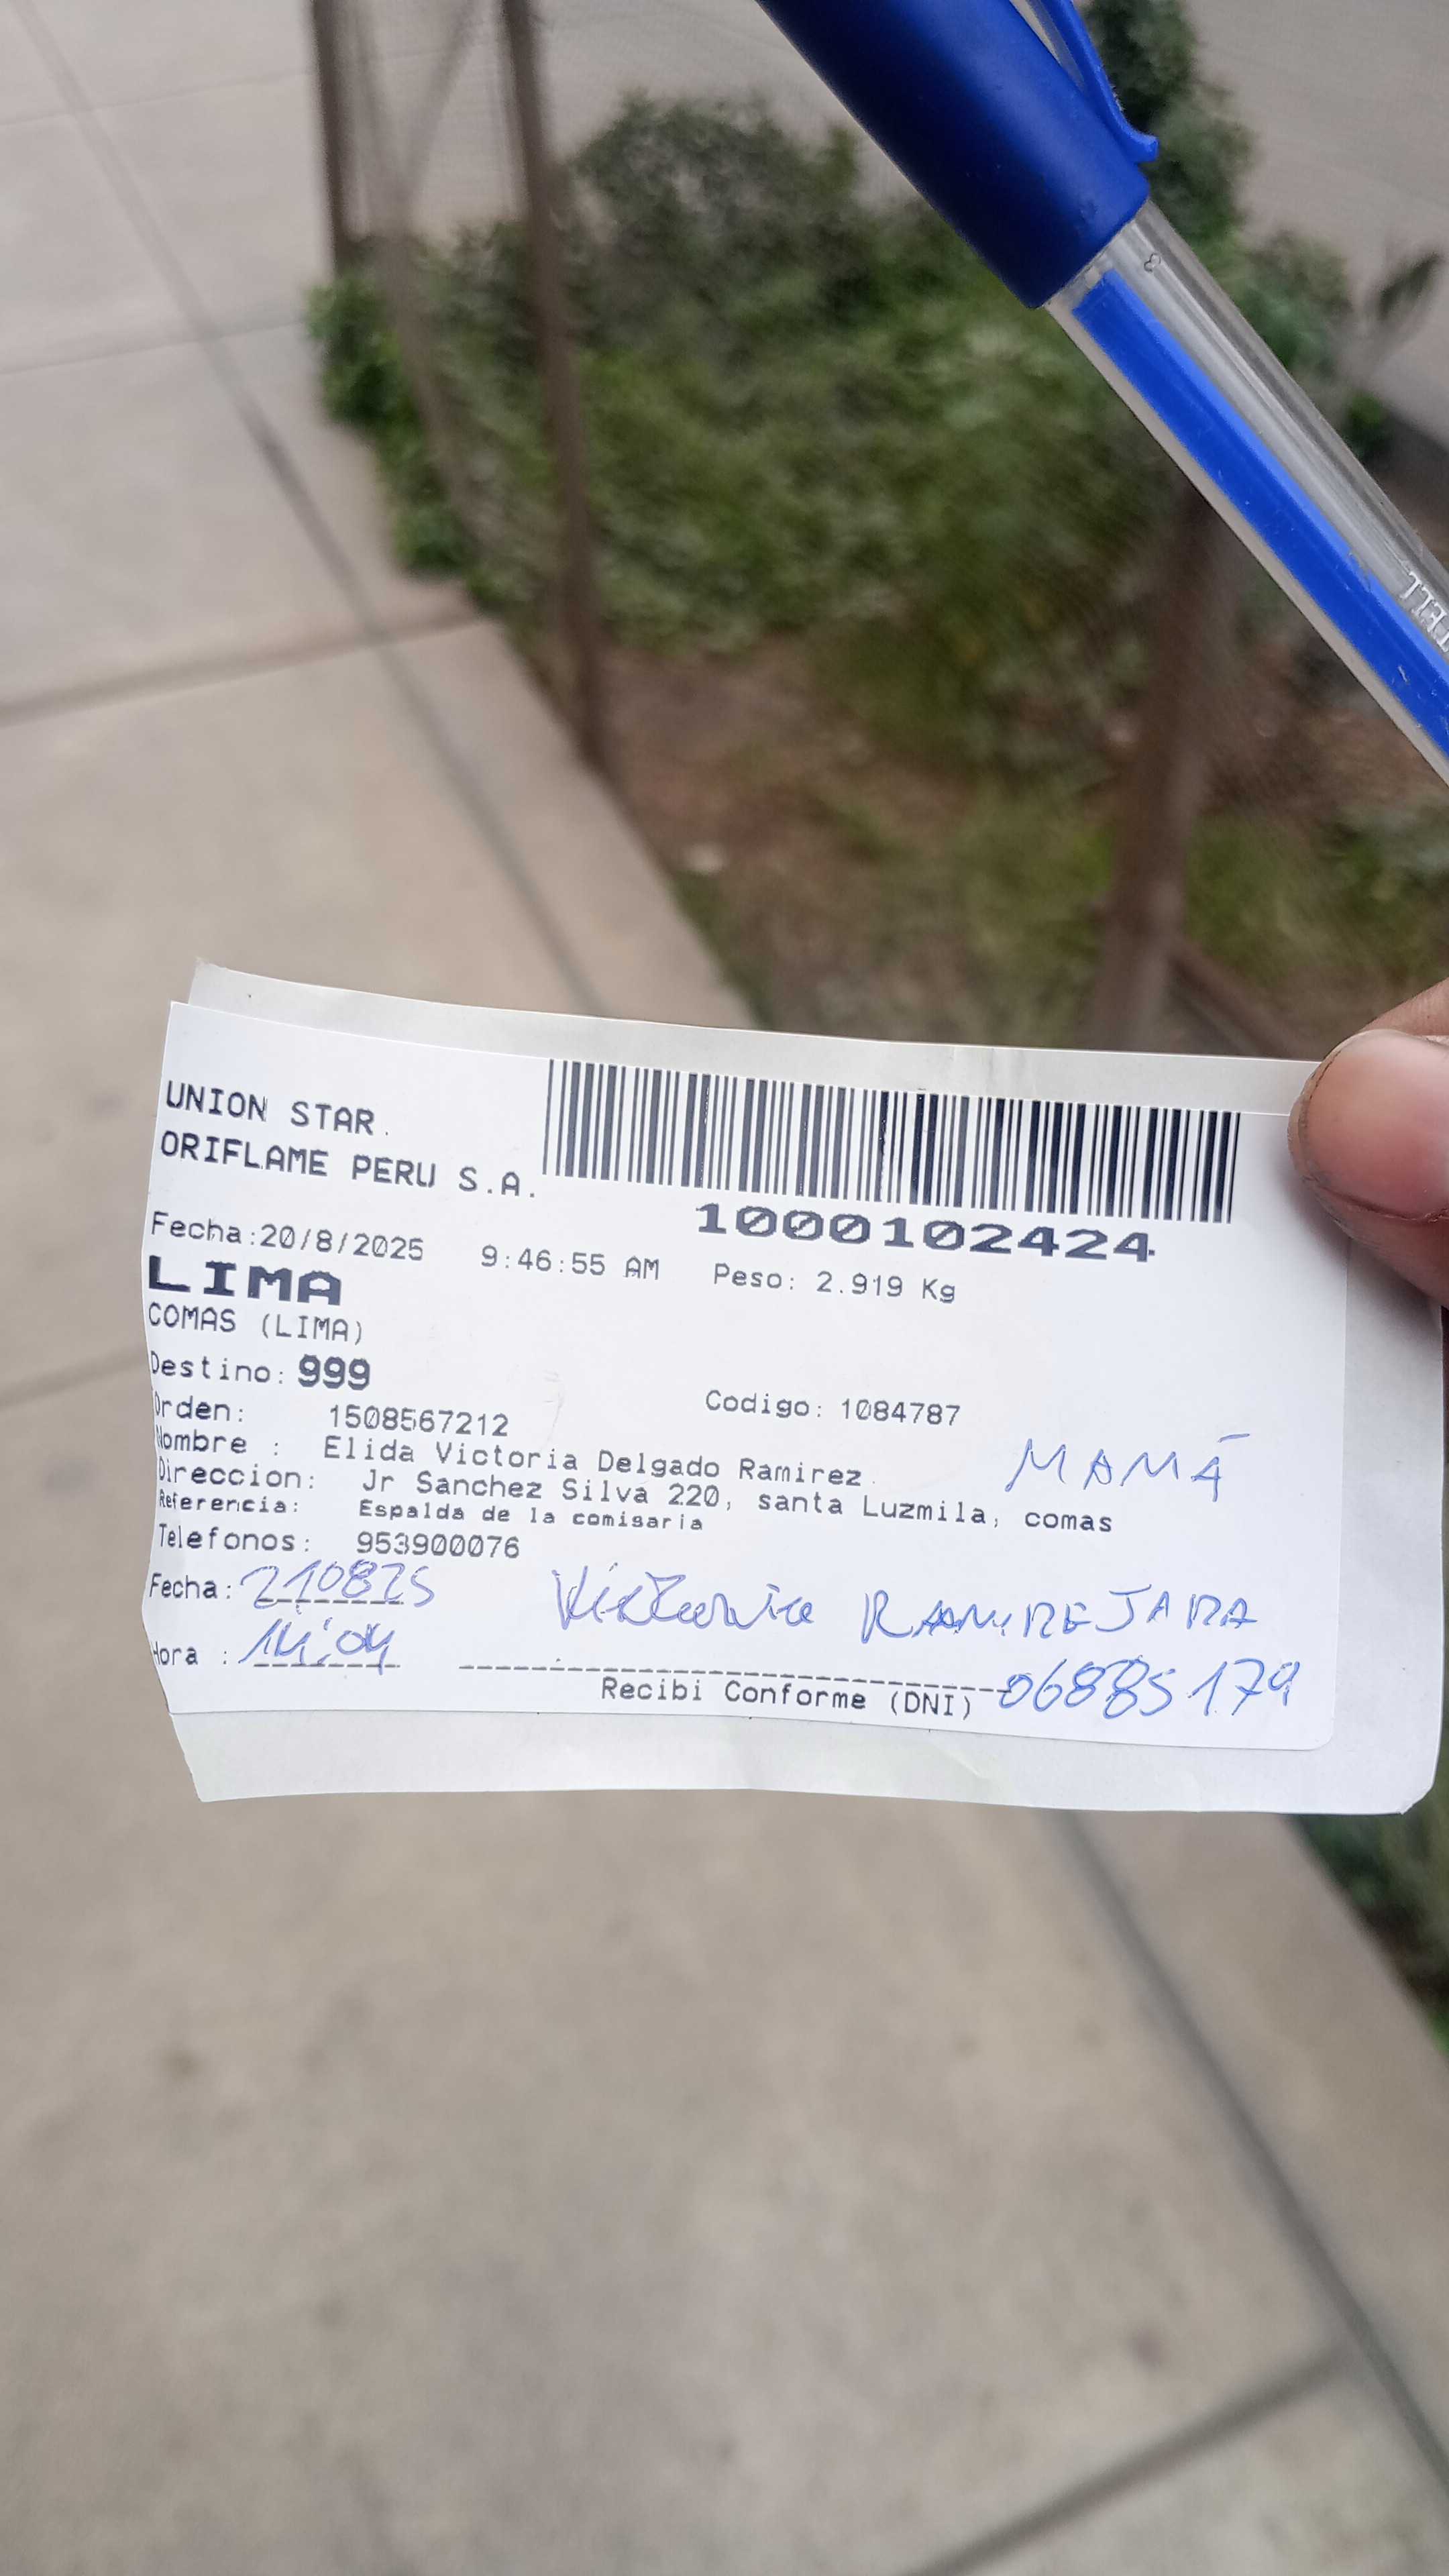 UNION STAR.
ORIFLAME PERU S.A.
1000102424
Fecha:20/8/2025 9:46:55 AM Peso: 2.919 Kg
LIMA
COMAS (LIMA)
Destino: 999
Codigo: 1084787
Orden: 1508567212
Nombre : Elida Victoria Delgado Ramirez.
MAMÁ
Direccion: Jr Sanchez Silva 220, santa Luzmila, comas
Referencia: Espalda de la comisaria
Telefonos: 953900076
Fecha: 210825
RAMIREJARA
Hora : 14:04
Recibi Conforme (DNI) 06885179